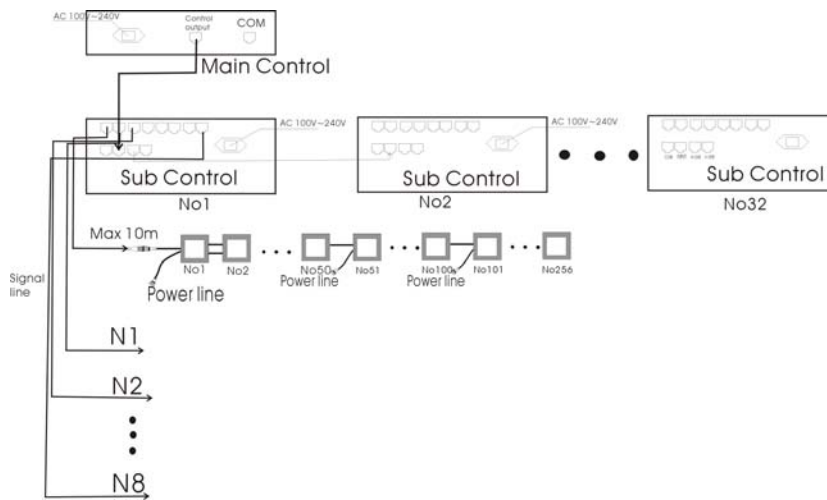 AC 100V~240V
Control
output
COM
Main Control
AC 100V~240V
AC 100V~240V
Sub Control
Sub Control
Sub Control
No1
No2
No32
Max 10m
No1
No2
No50
No51
No100
No101
No256
Power line
Power line
Power line
Signal
line
N1
N2
N8